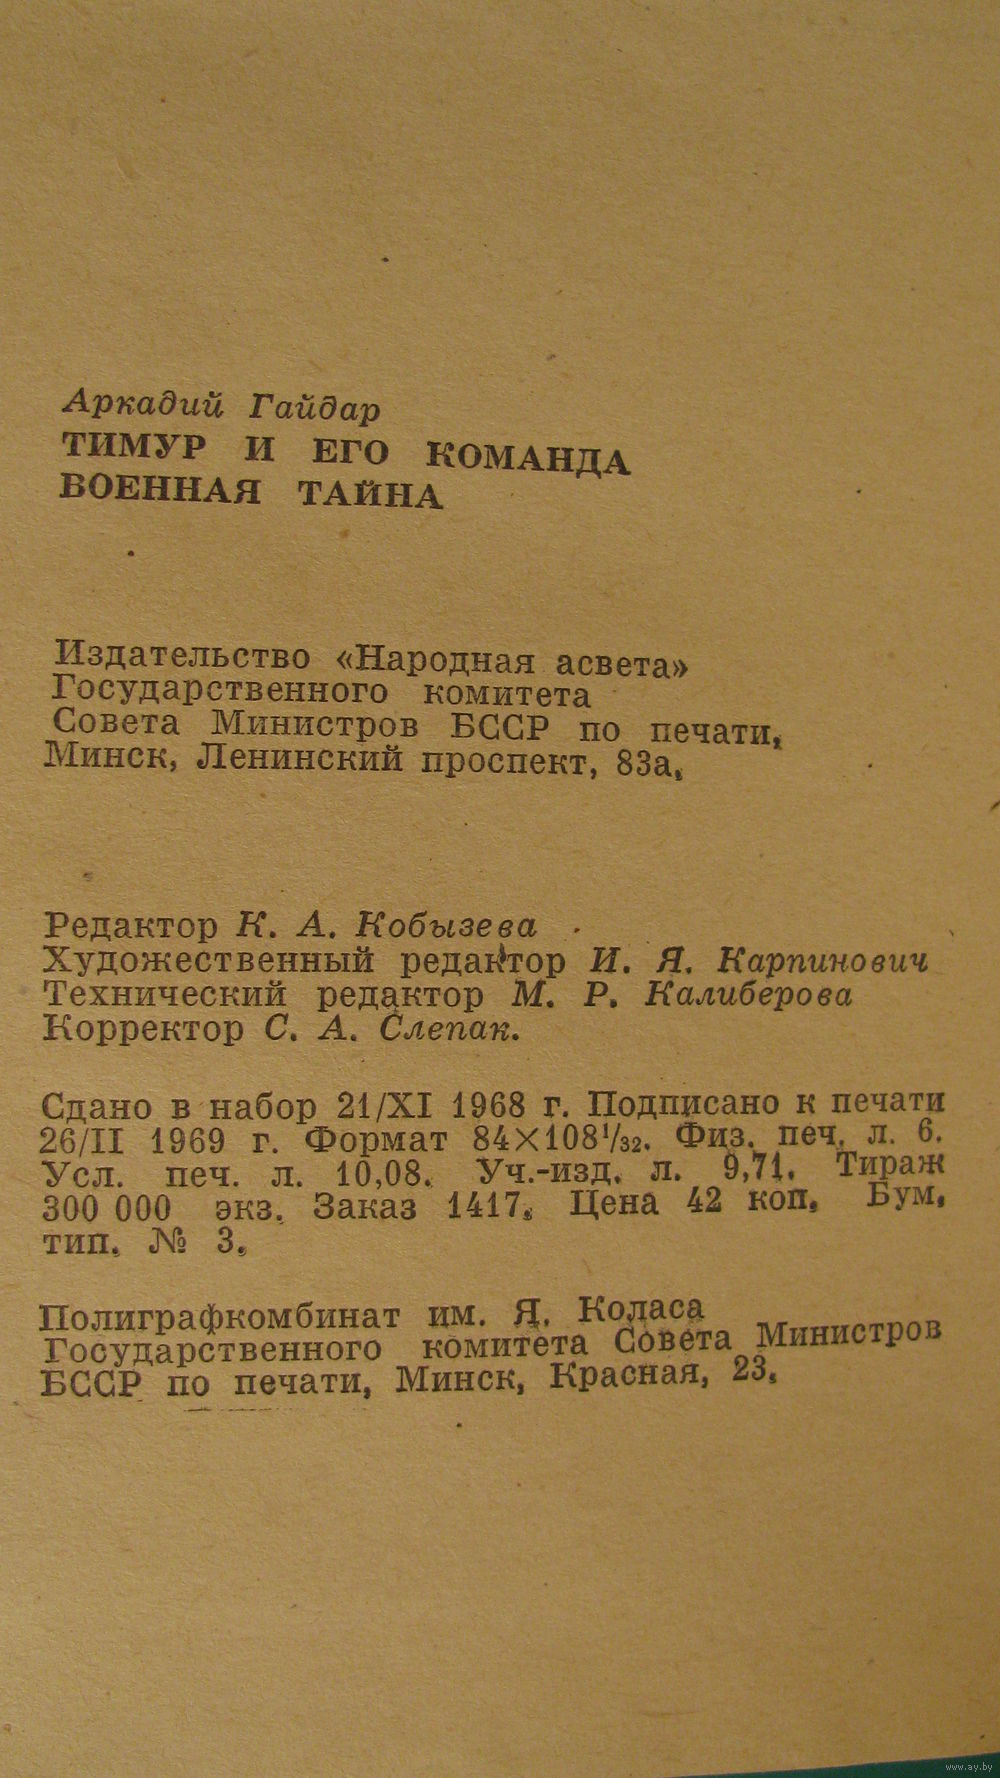 Аркадий Гайдар
ТИМУР И ЕГО КОМАНДА
ВОЕННАЯ ТАЙНА
Издательство «Народная асвета»
Государственного комитета
Совета Министров БССР по печати,
Минск, Ленинский проспект, 83а.
Редактор К. А. Кобызева
Художественный редактор И. Я. Карпинович
Технический редактор М. Р. Калиберова
Корректор С. А. Слепак.
Сдано в набор 21/XI 1968 г. Подписано к печати
26/II 1969 г. Формат 84×108¹/₃₂. Физ. печ. л. 6.
Усл. печ. л. 10,08. Уч.-изд. л. 9,71. Тираж
300 000 экз. Заказ 1417. Цена 42 коп. Бум.
тип. № 3.
Полиграфкомбинат им. Я. Коласа
Государственного комитета Совета Министров
БССР по печати, Минск, Красная, 23.
www.ay.by